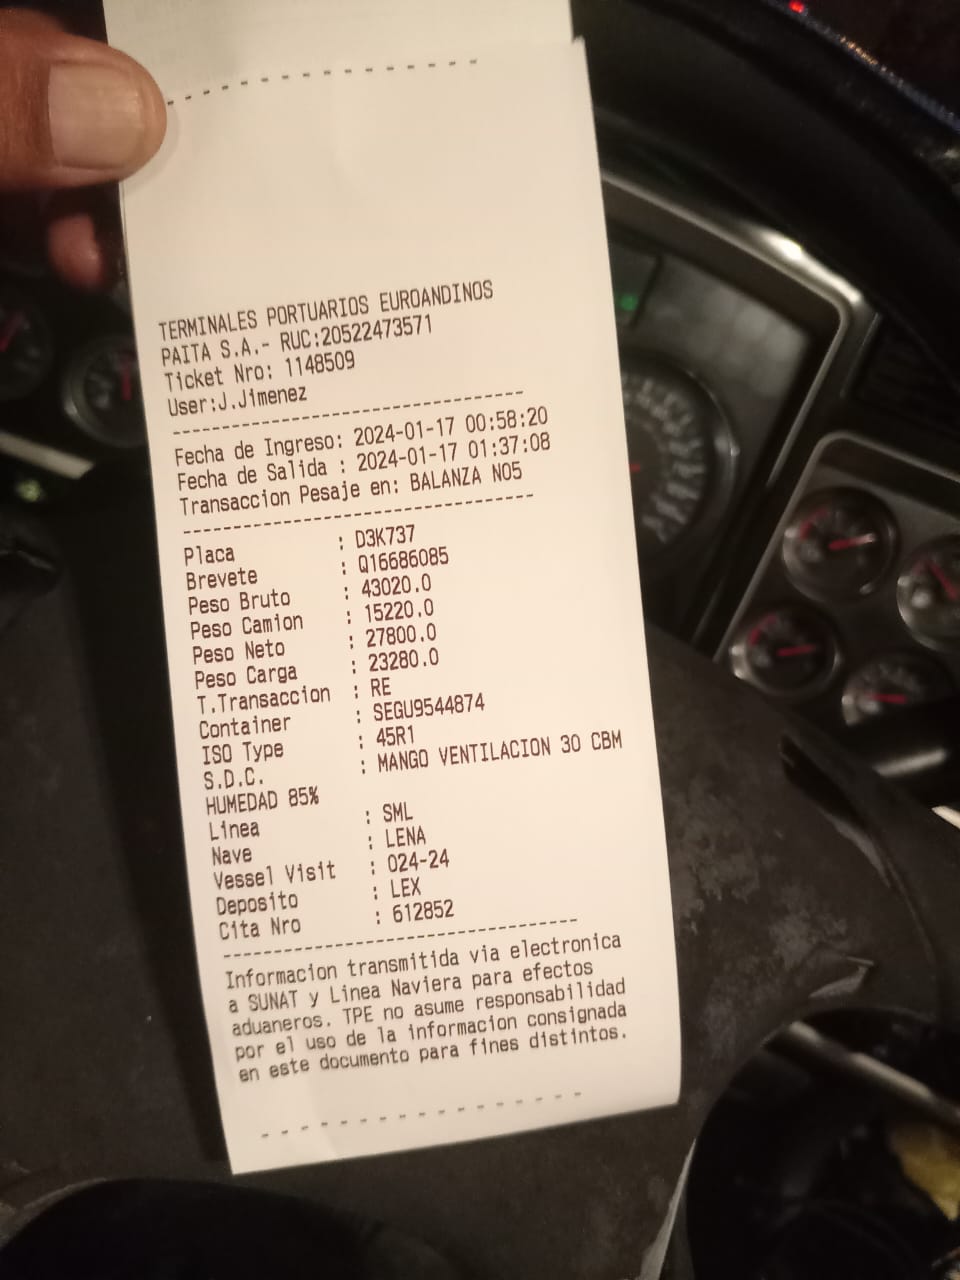 TERMINALES PORTUARIOS EUROANDINOS
PAITA S.A.- RUC:20522473571
Ticket Nro: 1148509
User:J.Jimenez
Fecha de Ingreso: 2024-01-17 00:58:20
Fecha de Salida : 2024-01-17 01:37:08
Transaccion Pesaje en: BALANZA NO5
Placa : D3K737
Brevete : Q16686085
Peso Bruto : 43020.0
Peso Camion : 15220.0
Peso Neto : 27800.0
Peso Carga : 23280.0
T.Transaccion : RE
Container : SEGU9544874
ISO Type : 45R1
S.D.C. : MANGO VENTILACION 30 CBM
HUMEDAD 85%
Linea : SML
Nave : LENA
Vessel Visit : 024-24
Deposito : LEX
Cita Nro : 612852
Informacion transmitida via electronica
a SUNAT y Linea Naviera para efectos
aduaneros. TPE no asume responsabilidad
por el uso de la informacion consignada
en este documento para fines distintos.